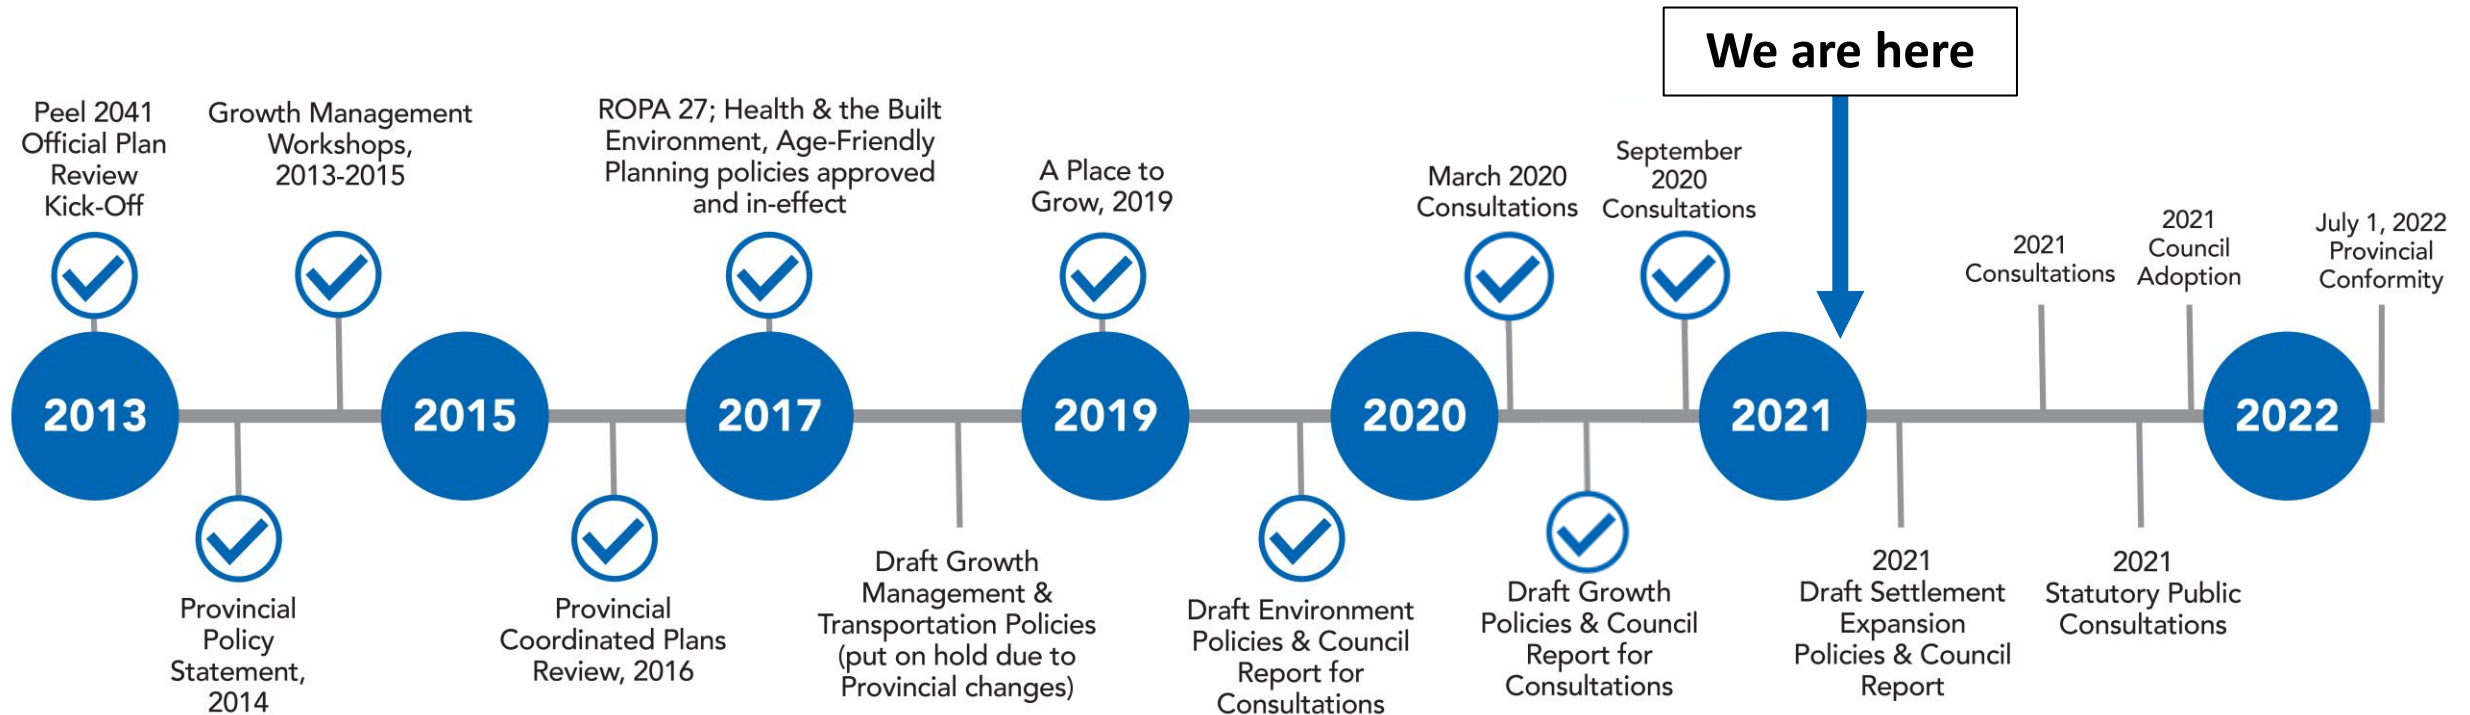 We are here
Peel 2041
Official Plan
Review
Kick-Off
Growth Management
Workshops,
2013-2015
ROPA 27; Health & the Built
Environment, Age-Friendly
Planning policies approved
and in-effect
A Place to
Grow, 2019
March 2020
Consultations
September
2020
Consultations
2021
Consultations
2021
Council
Adoption
July 1, 2022
Provincial
Conformity
2013
2015
2017
2019
2020
2021
2022
Provincial
Policy
Statement,
2014
Provincial
Coordinated Plans
Review, 2016
Draft Growth
Management &
Transportation Policies
(put on hold due to
Provincial changes)
Draft Environment
Policies & Council
Report for
Consultations
Draft Growth
Policies & Council
Report for
Consultations
2021
Draft Settlement
Expansion
Policies & Council
Report
2021
Statutory Public
Consultations